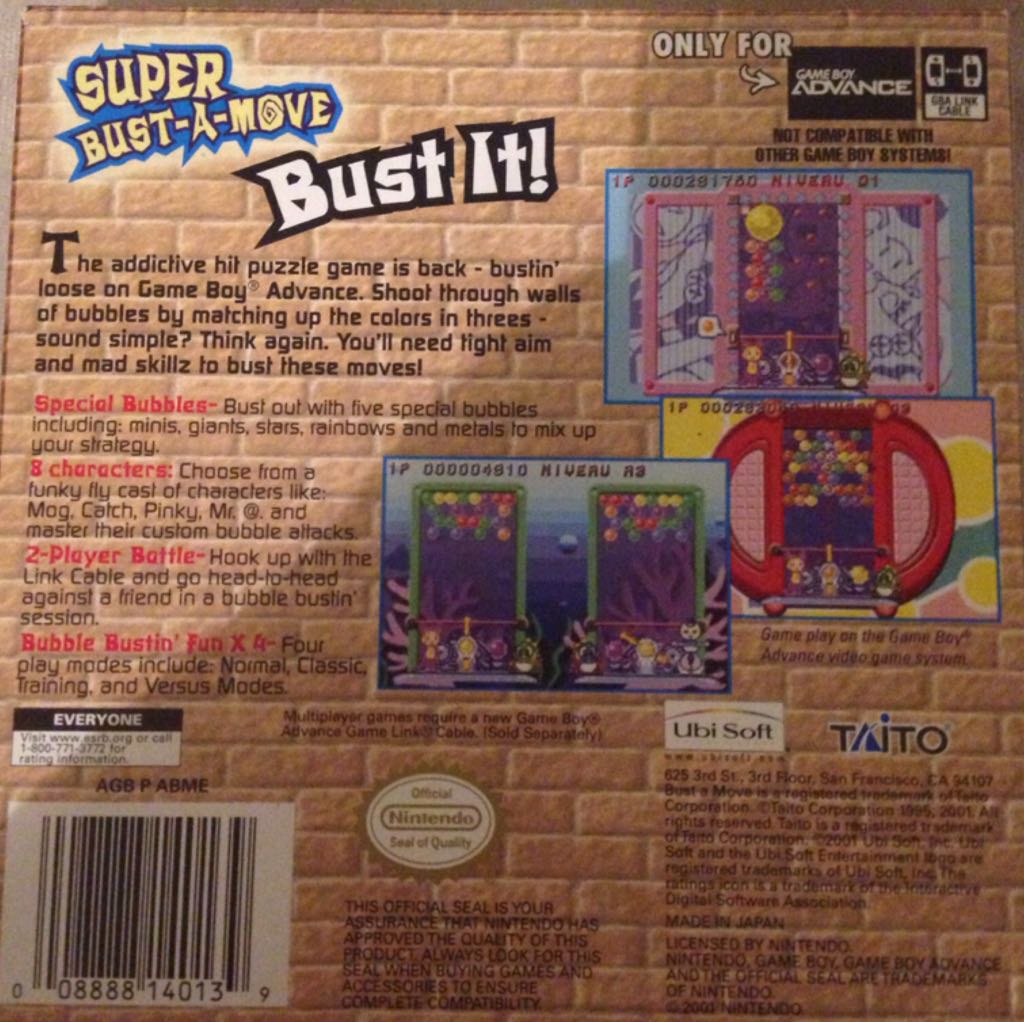 SUPER
BUST-A-MOVE
Bust It!
ONLY FOR
GAME BOY
ADVANCE
GBA LINK
CABLE
NOT COMPATIBLE WITH
OTHER GAME BOY SYSTEMS!
The addictive hit puzzle game is back - bustin'
loose on Game Boy® Advance. Shoot through walls
of bubbles by matching up the colors in threes -
sound simple? Think again. You'll need tight aim
and mad skillz to bust these moves!
1P 000281760 NIVEAU 01
Special Bubbles- Bust out with five special bubbles
including: minis, giants, stars, rainbows and metals to mix up
your strategy.
8 characters: Choose from a
funky fly cast of characters like:
Mog, Catch, Pinky, Mr. @. and
master their custom bubble attacks.
2-Player Battle- Hook up with the
Link Cable and go head-to-head
against a friend in a bubble bustin'
session.
Bubble Bustin' Fun X 4- Four
play modes include: Normal, Classic,
Training, and Versus Modes.
1P
1P 000004810 NIVEAU A3
Game play on the Game Boy®
Advance video game system.
Multiplayer games require a new Game Boy®
Advance Game Link® Cable. (Sold Separately)
EVERYONE
Visit www.esrb.org or call
1-800-771-3772 for
rating information.
AGB P ABME
0 08888 14013 9
Official
Nintendo
Seal of Quality
THIS OFFICIAL SEAL IS YOUR
ASSURANCE THAT NINTENDO HAS
APPROVED THE QUALITY OF THIS
PRODUCT. ALWAYS LOOK FOR THIS
SEAL WHEN BUYING GAMES AND
ACCESSORIES TO ENSURE
COMPLETE COMPATIBILITY.
Ubi Soft
www.ubisoft.com
TAITO
625 3rd St., 3rd Floor, San Francisco, CA 94107
Bust a Move is a registered trademark of Taito
Corporation. ©Taito Corporation 1995, 2001. All
rights reserved. Taito is a registered trademark
of Taito Corporation. ©2001 Ubi Soft, Inc. Ubi
Soft and the Ubi Soft Entertainment logo are
registered trademarks of Ubi Soft, Inc. The
ratings icon is a trademark of the Interactive
Digital Software Association.
MADE IN JAPAN
LICENSED BY NINTENDO.
NINTENDO, GAME BOY, GAME BOY ADVANCE
AND THE OFFICIAL SEAL ARE TRADEMARKS
OF NINTENDO.
© 2001 NINTENDO